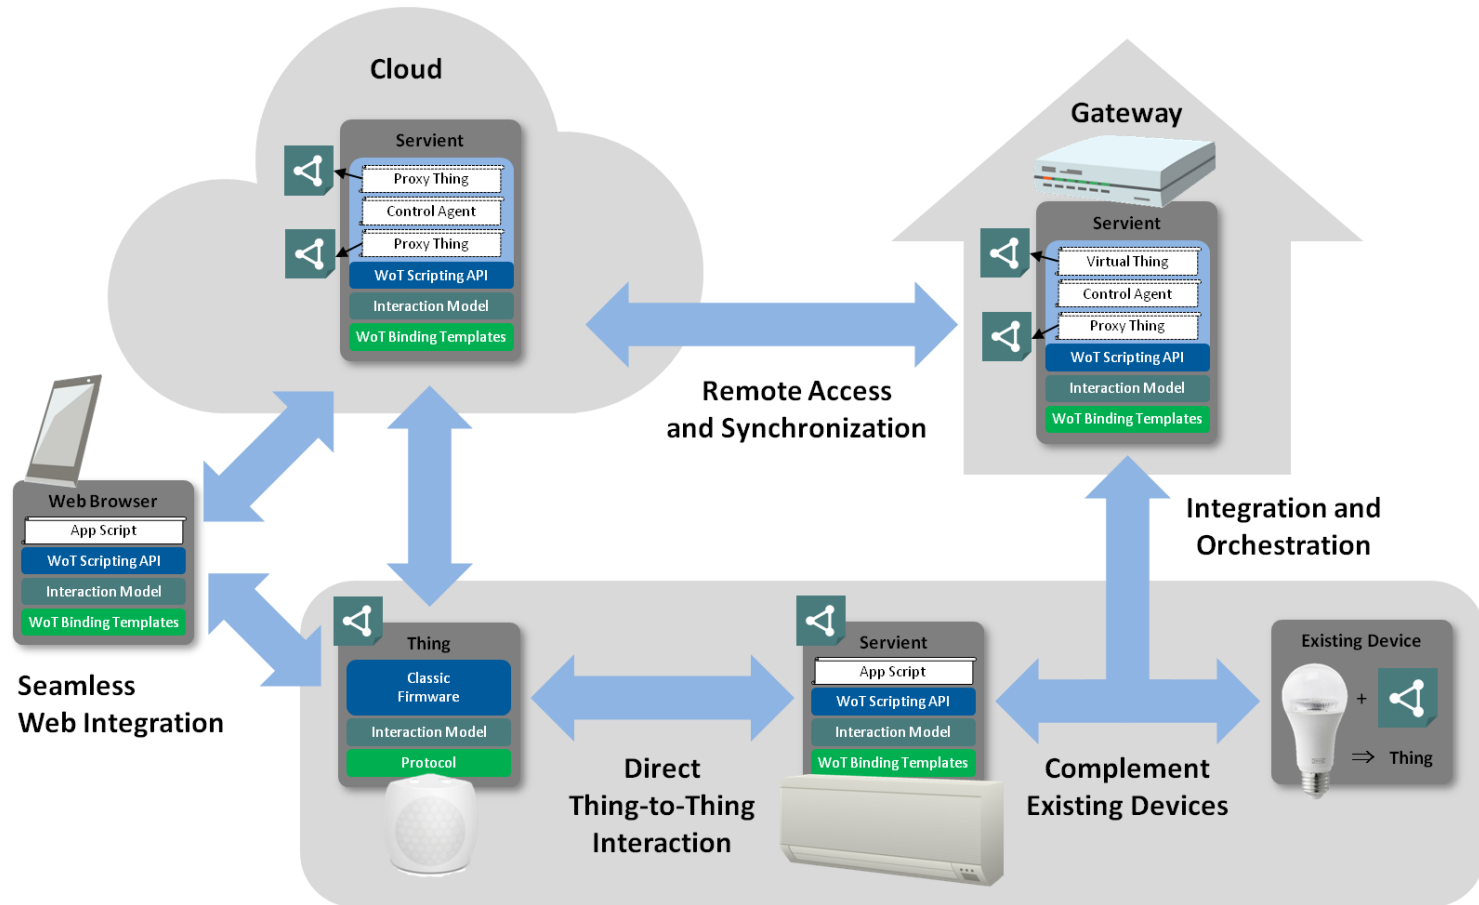 Cloud
Servient
Proxy Thing
Control Agent
Proxy Thing
WoT Scripting API
Interaction Model
WoT Binding Templates
Gateway
Servient
Virtual Thing
Control Agent
Proxy Thing
WoT Scripting API
Interaction Model
WoT Binding Templates
Remote Access
and Synchronization
Web Browser
App Script
WoT Scripting API
Interaction Model
WoT Binding Templates
Seamless
Web Integration
Integration and
Orchestration
Thing
Classic
Firmware
Interaction Model
Protocol
Direct
Thing-to-Thing
Interaction
Servient
App Script
WoT Scripting API
Interaction Model
WoT Binding Templates
Complement
Existing Devices
Existing Device
+
⇒ Thing